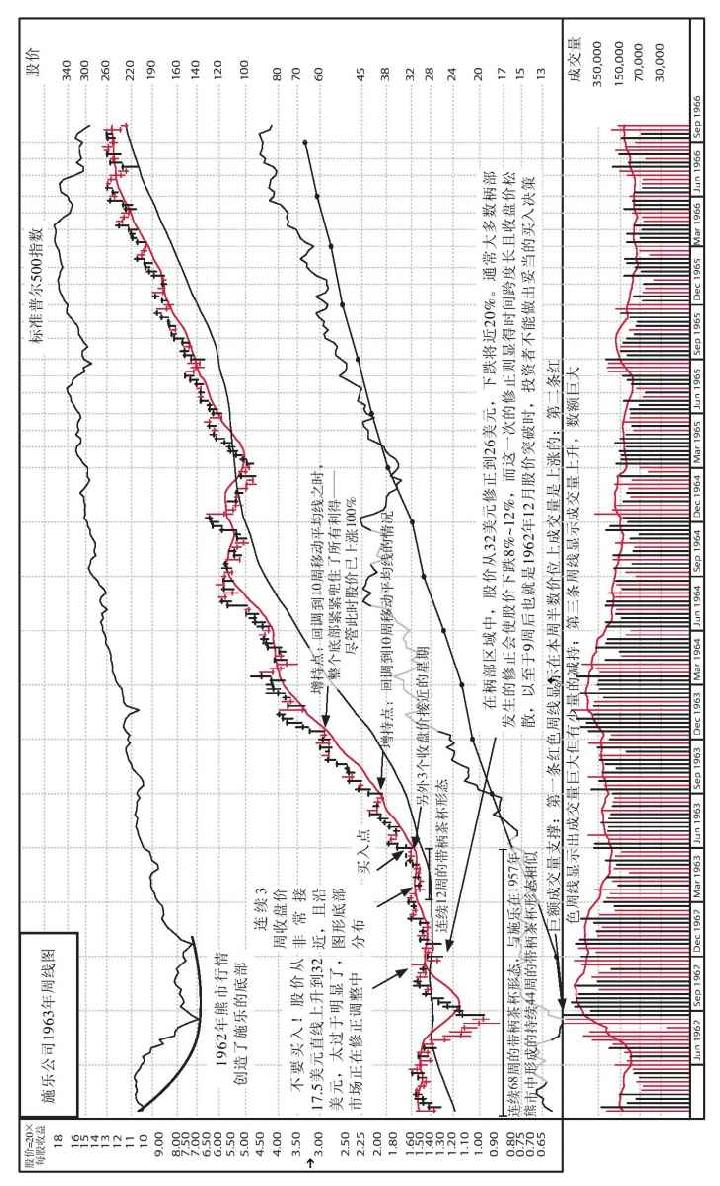 施乐公司1963年周线图
股价=20×
每股收益
股价
标准普尔500指数
1962年熊市行情
创造了施乐的底部
连续3
周收盘价
非常接
近，且沿
图形底部
分布
不要买入！股价从
17.5美元直线上升到32
美元，太过于明显了，
市场正在修正调整中
买入点
增持点：回调到10周移动平均线之时，
整个底部紧紧兜住了所有利得——
尽管此时股价已上涨100%
增持点：回调到10周移动平均线的情况
另外3个收盘价接近的星期
连续12周的带柄茶杯形态
在柄部区域中，股价从32美元修正到26美元，下跌将近20%。通常大多数柄部
发生的修正会使股价下跌8%~12%，而这一次的修正则显得时间跨度长且收盘价松
散，以至于9周后也就是1962年12月股价突破时，投资者不能做出妥当的买入决策
连续68周的带柄茶杯形态，与施乐在1957年
熊市中形成的持续44周的带柄茶杯形态相似
巨额成交量支撑：第一条红色周线显示在本周半数价位上成交量是上涨的；第二条红
色周线显示出成交量巨大但有少量的减持；第三条周线显示成交量上升，数额巨大
18
16
15
14
13
12
11
10
9.00
8.00
7.50
7.00
6.50
6.00
5.50
5.00
4.50
4.00
3.50
3.00
2.50
2.25
2.00
1.80
1.60
1.50
1.40
1.30
1.20
1.10
1.00
0.90
0.80
0.75
0.70
0.65
340
300
260
220
190
160
140
120
100
80
70
60
45
38
32
28
24
20
17
15
13
成交量
350,000
150,000
70,000
30,000
Jun 1962
Sep 1962
Dec 1962
Mar 1963
Jun 1963
Sep 1963
Dec 1963
Mar 1964
Jun 1964
Sep 1964
Dec 1964
Mar 1965
Jun 1965
Sep 1965
Dec 1965
Mar 1966
Jun 1966
Sep 1966